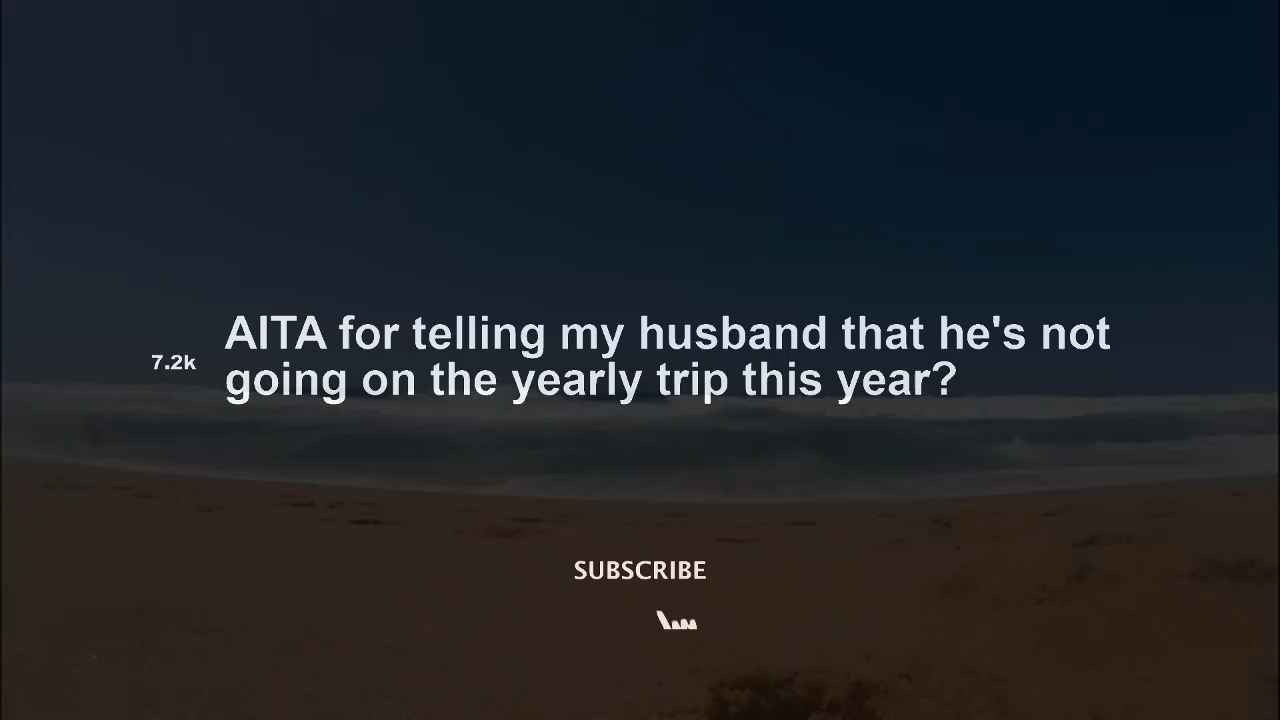 AITA for telling my husband that he's not
7.2k
going on the yearly trip this year?
SUBSCRIBE